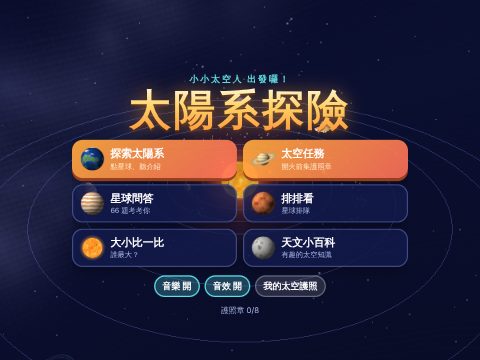 小小太空人 出發囉！
太陽系探險
探索太陽系
點星球、聽介紹
太空任務
開火箭集護照章
星球問答
66 題考考你
排排看
星球排隊
大小比一比
誰最大？
天文小百科
有趣的太空知識
音樂 開
音效 開
我的太空護照
護照章 0/8